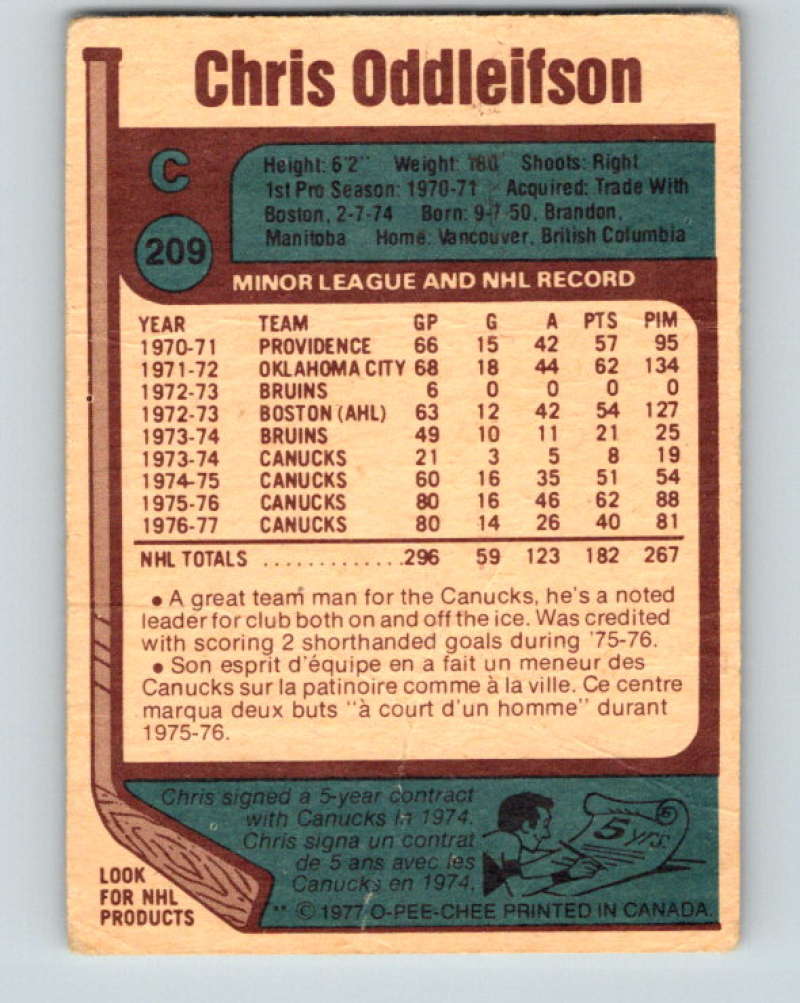 Chris Oddleifson
C
Height: 6'2" Weight: 180 Shoots: Right
1st Pro Season: 1970-71 Acquired: Trade With
Boston, 2-7-74 Born: 9-7-50, Brandon,
Manitoba Home: Vancouver, British Columbia
209
MINOR LEAGUE AND NHL RECORD
YEAR TEAM GP G A PTS PIM
1970-71 PROVIDENCE 66 15 42 57 95
1971-72 OKLAHOMA CITY 68 18 44 62 134
1972-73 BRUINS 6 0 0 0 0
1972-73 BOSTON (AHL) 63 12 42 54 127
1973-74 BRUINS 49 10 11 21 25
1973-74 CANUCKS 21 3 5 8 19
1974-75 CANUCKS 60 16 35 51 54
1975-76 CANUCKS 80 16 46 62 88
1976-77 CANUCKS 80 14 26 40 81
NHL TOTALS .............296 59 123 182 267
• A great team man for the Canucks, he's a noted
leader for club both on and off the ice. Was credited
with scoring 2 shorthanded goals during '75-76.
• Son esprit d'équipe en a fait un meneur des
Canucks sur la patinoire comme à la ville. Ce centre
marqua deux buts "à court d'un homme" durant
1975-76.
Chris signed a 5-year contract
with Canucks in 1974.
Chris signa un contrat
de 5 ans avec les
Canucks en 1974.
5 yrs.
LOOK
FOR NHL
PRODUCTS
** © 1977 O-PEE-CHEE PRINTED IN CANADA.